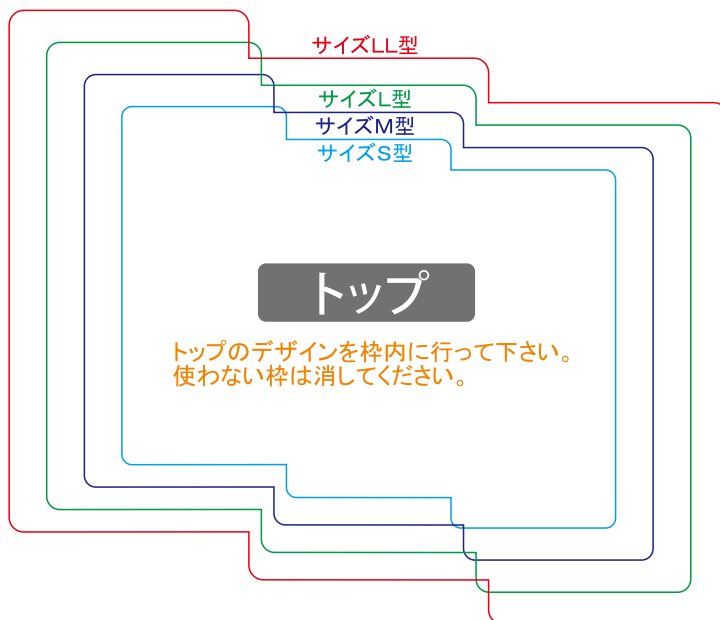 サイズLL型
サイズL型
サイズM型
サイズS型
トップ
トップのデザインを枠内に行って下さい。
使わない枠は消してください。